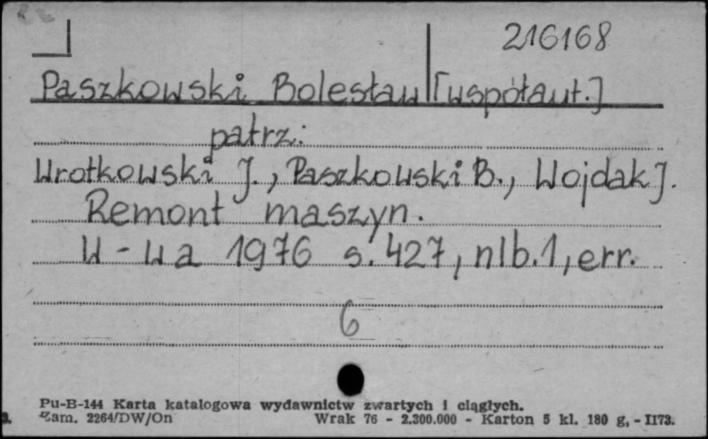 216168
Paszkowski Bolesław [współaut.]
patrz:
Wrotkowski J., Paszkowski B., Wojdak J.
Remont maszyn.
W-wa 1976 s. 427, nlb. 1, err.
6
Pu-B-144 Karta katalogowa wydawnictw zwartych i ciągłych.
Zam. 2264/DW/On Wrak 76 - 2.300.000 - Karton 5 kl. 180 g, - II73.